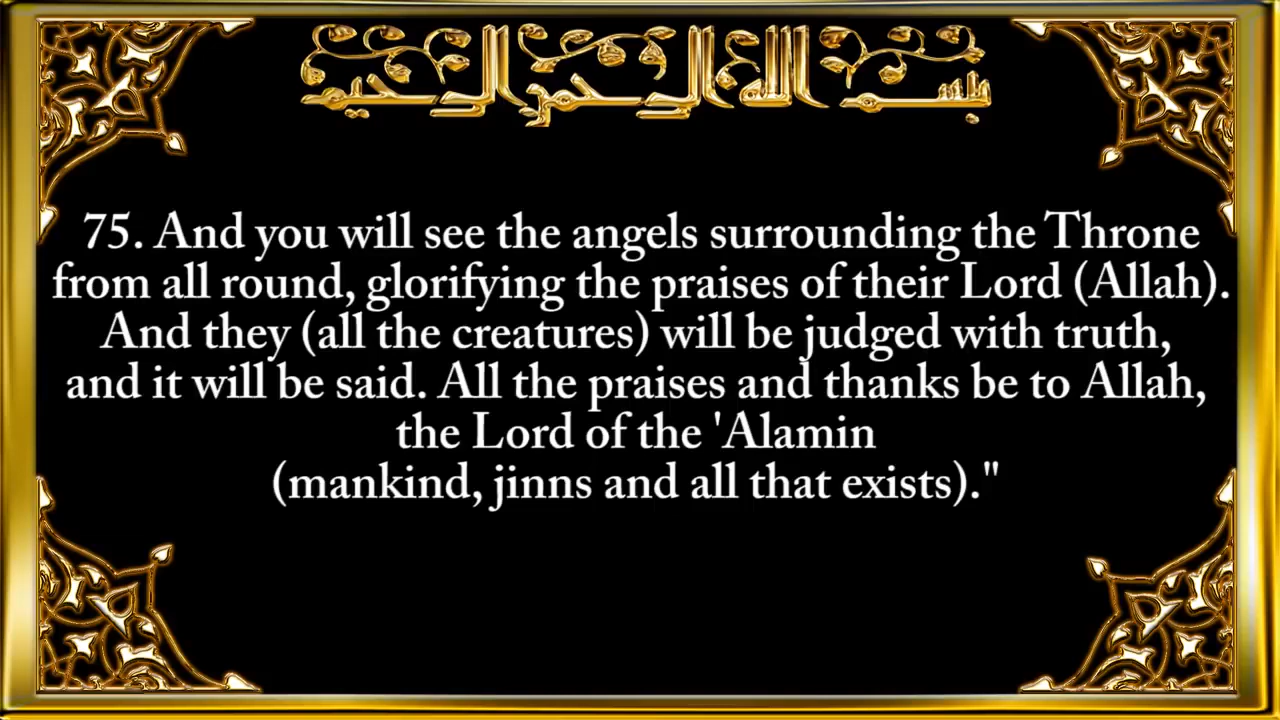 بسم الله الرحمن الرحيم
75. And you will see the angels surrounding the Throne
from all round, glorifying the praises of their Lord (Allah).
And they (all the creatures) will be judged with truth,
and it will be said. All the praises and thanks be to Allah,
the Lord of the 'Alamin
(mankind, jinns and all that exists)."